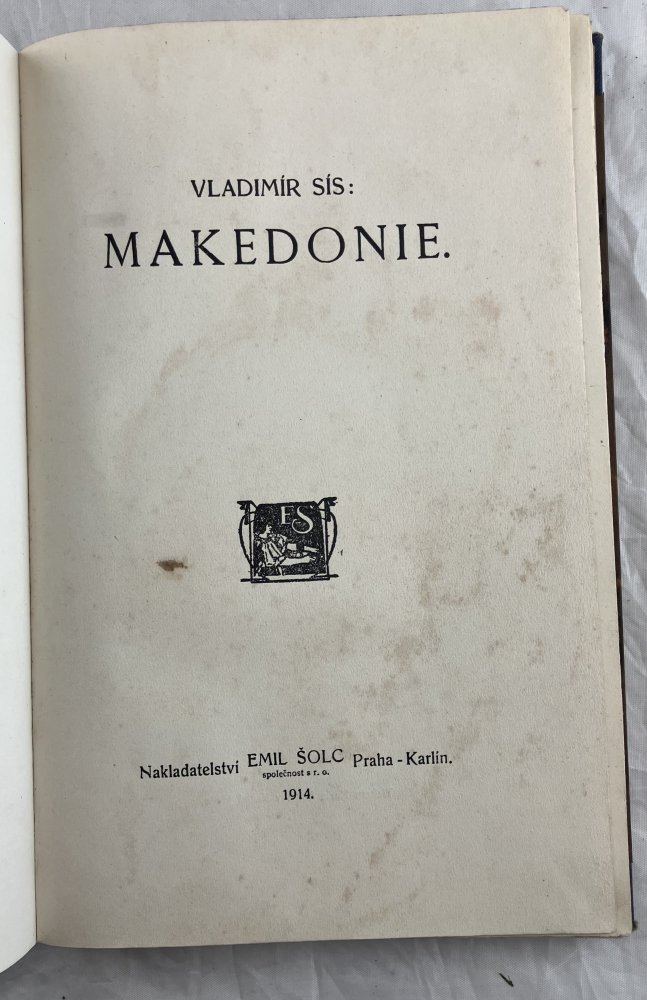 VLADIMÍR SÍS:
MAKEDONIE.
ES
Nakladatelství EMIL ŠOLC Praha - Karlín.
společnost s r. o.
1914.